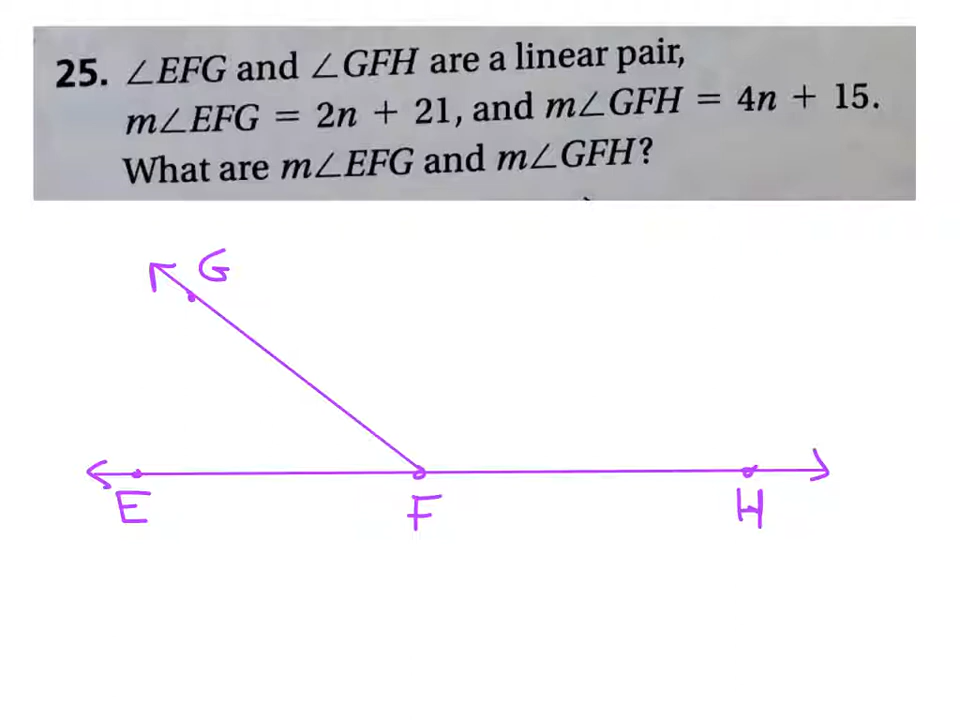 25. ∠EFG and ∠GFH are a linear pair,
m∠EFG = 2n + 21, and m∠GFH = 4n + 15.
What are m∠EFG and m∠GFH?
G
E F H